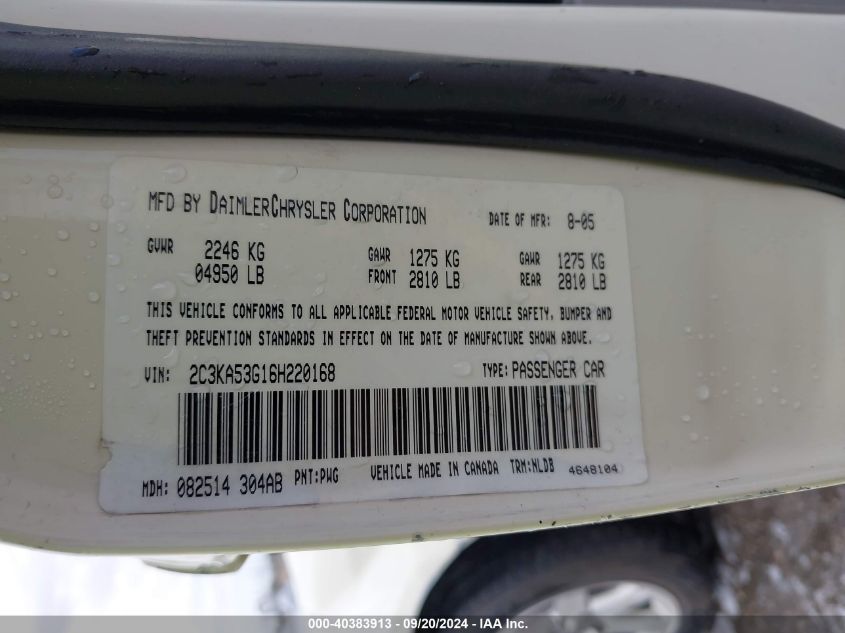 MFD BY DAIMLERCHRYSLER CORPORATION DATE OF MFR: 8-05
GVWR 2246 KG GAWR 1275 KG GAWR 1275 KG
04950 LB FRONT 2810 LB REAR 2810 LB
THIS VEHICLE CONFORMS TO ALL APPLICABLE FEDERAL MOTOR VEHICLE SAFETY, BUMPER AND
THEFT PREVENTION STANDARDS IN EFFECT ON THE DATE OF MANUFACTURE SHOWN ABOVE.
VIN: 2C3KA53G16H220168 TYPE: PASSENGER CAR
MDH: 082514 304AB PNT:PWG VEHICLE MADE IN CANADA TRM:NLDB 4648104
000-40383913 - 09/20/2024 - IAA Inc.